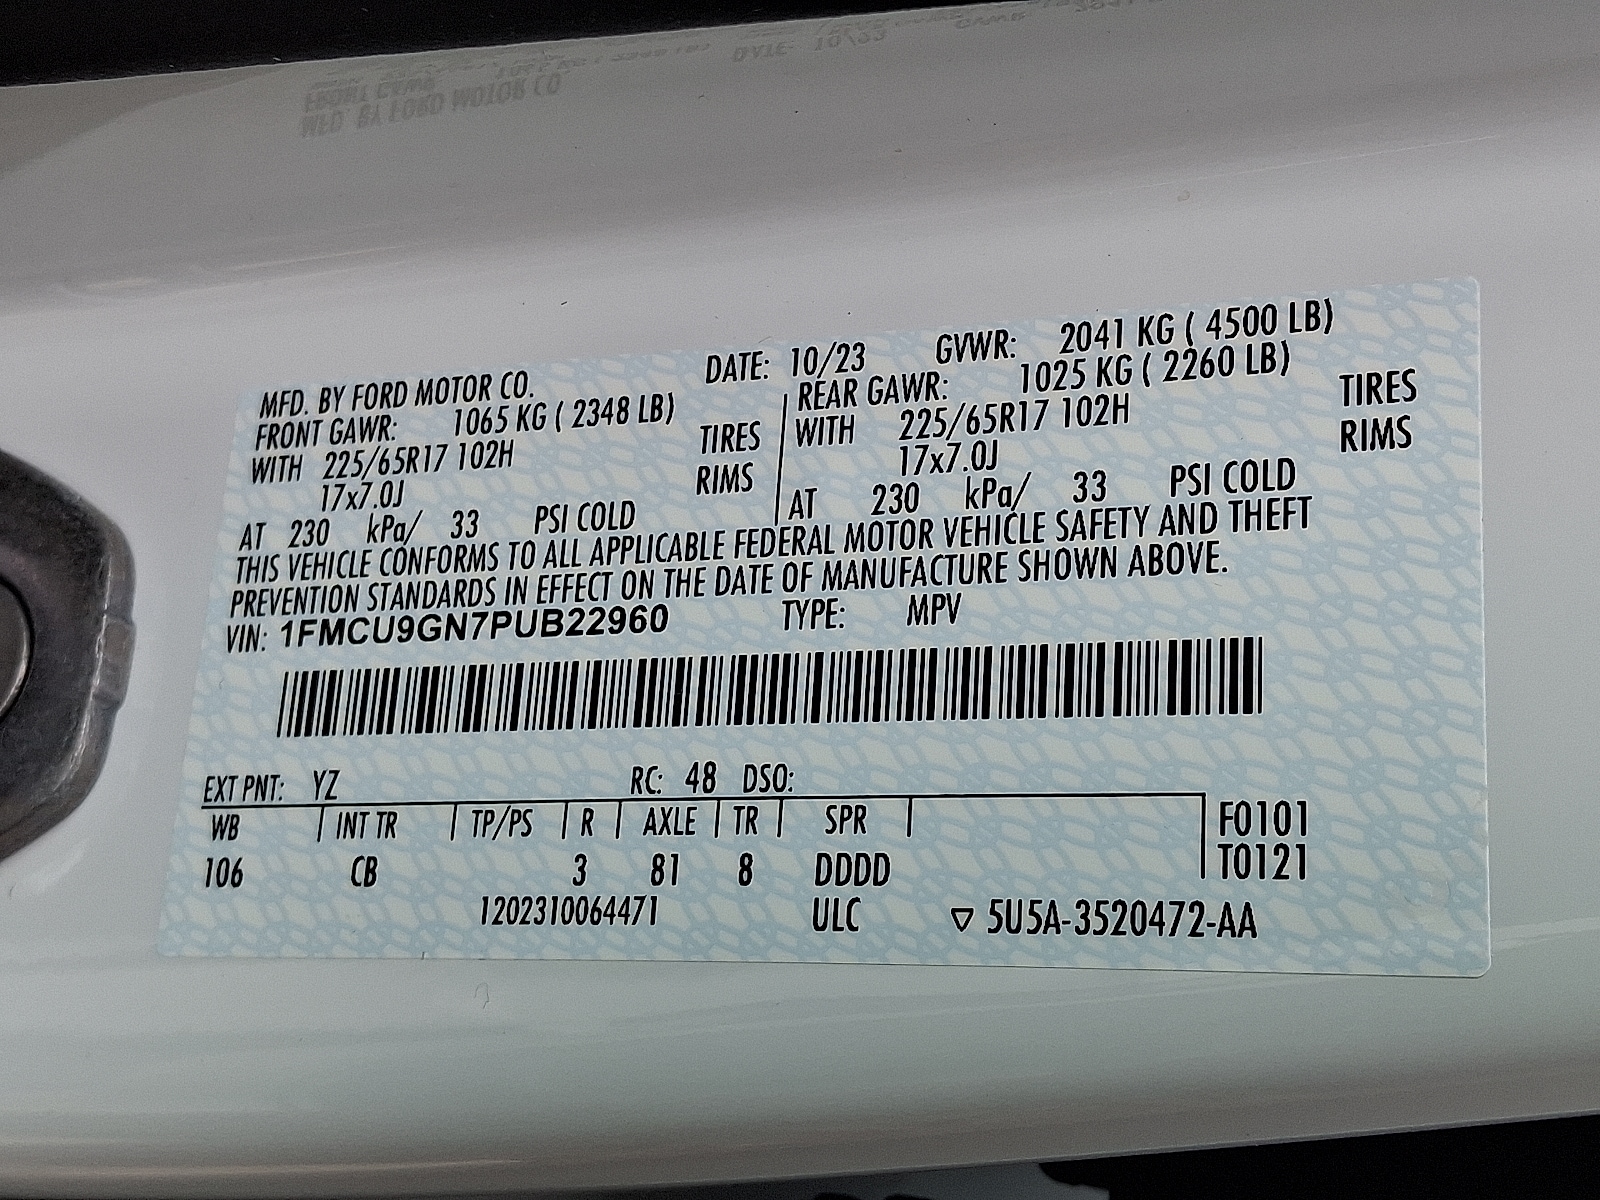 MFD. BY FORD MOTOR CO. DATE: 10/23 GVWR: 2041 KG ( 4500 LB)
FRONT GAWR: 1065 KG ( 2348 LB) REAR GAWR: 1025 KG ( 2260 LB)
WITH 225/65R17 102H TIRES WITH 225/65R17 102H TIRES
17x7.0J RIMS 17x7.0J RIMS
AT 230 kPa/ 33 PSI COLD AT 230 kPa/ 33 PSI COLD
THIS VEHICLE CONFORMS TO ALL APPLICABLE FEDERAL MOTOR VEHICLE SAFETY AND THEFT
PREVENTION STANDARDS IN EFFECT ON THE DATE OF MANUFACTURE SHOWN ABOVE.
VIN: 1FMCU9GN7PUB22960 TYPE: MPV
EXT PNT: YZ RC: 48 DSO:
WB INT TR TP/PS R AXLE TR SPR F0101
106 CB 3 81 8 DDDD T0121
1202310064471 ULC ▽ 5U5A-3520472-AA